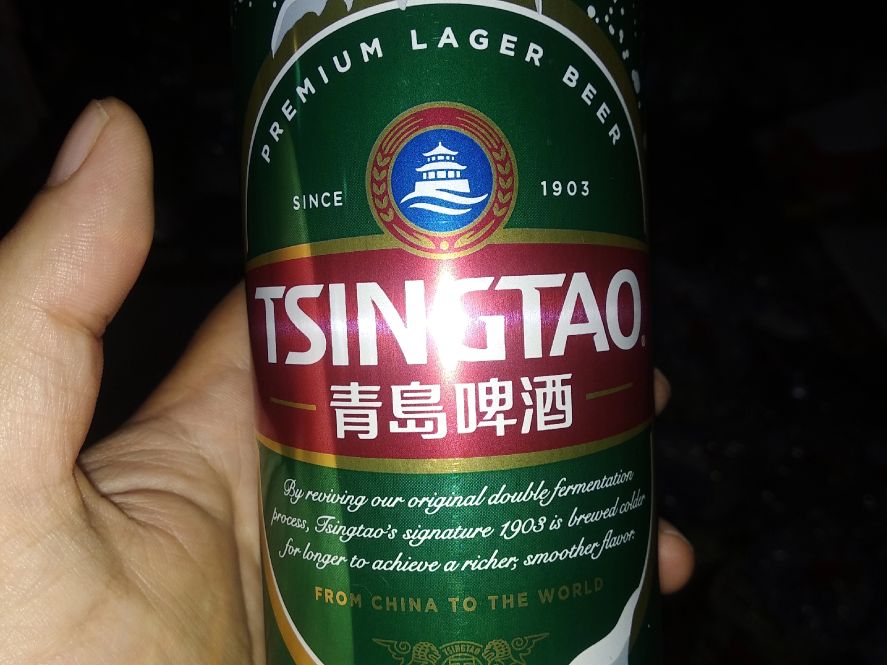 PREMIUM LAGER BEER
SINCE 1903
TSINGTAO
青島啤酒
By reviving our original double fermentation
process, Tsingtao's signature 1903 is brewed colder
for longer to achieve a richer, smoother flavor.
FROM CHINA TO THE WORLD
TSINGTAO